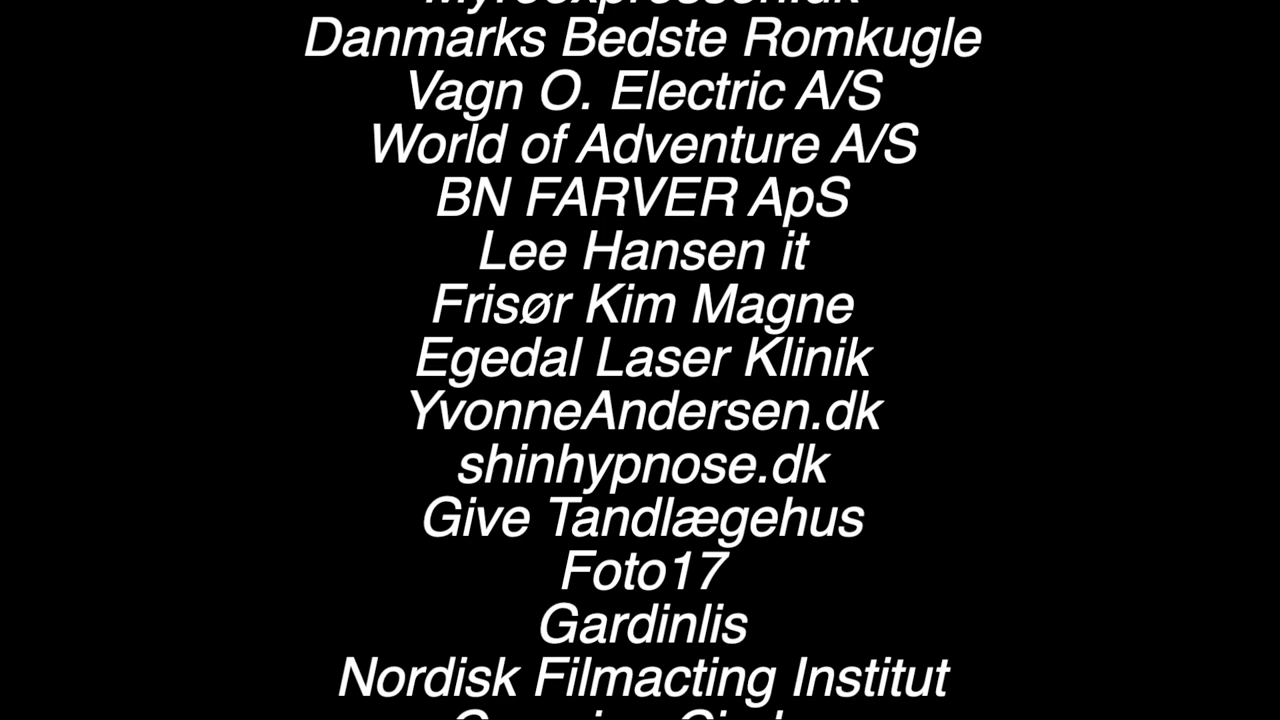 Danmarks Bedste Romkugle
Vagn O. Electric A/S
World of Adventure A/S
BN FARVER ApS
Lee Hansen it
Frisør Kim Magne
Egedal Laser Klinik
YvonneAndersen.dk
shinhypnose.dk
Give Tandlægehus
Foto17
Gardinlis
Nordisk Filmacting Institut